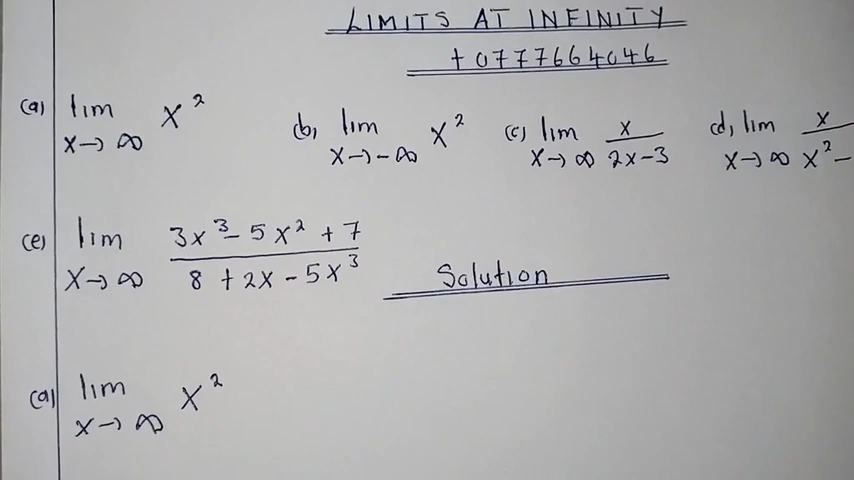 LIMITS AT INFINITY
+0777664046
(a) lim x→∞ x²
(b, lim x→-∞ x²
(c) lim x→∞ x/(2x-3)
(d, lim x→∞ x/(x²-
(e) lim x→∞ (3x³-5x²+7)/(8+2x-5x³)
Solution
(a) lim x→∞ x²